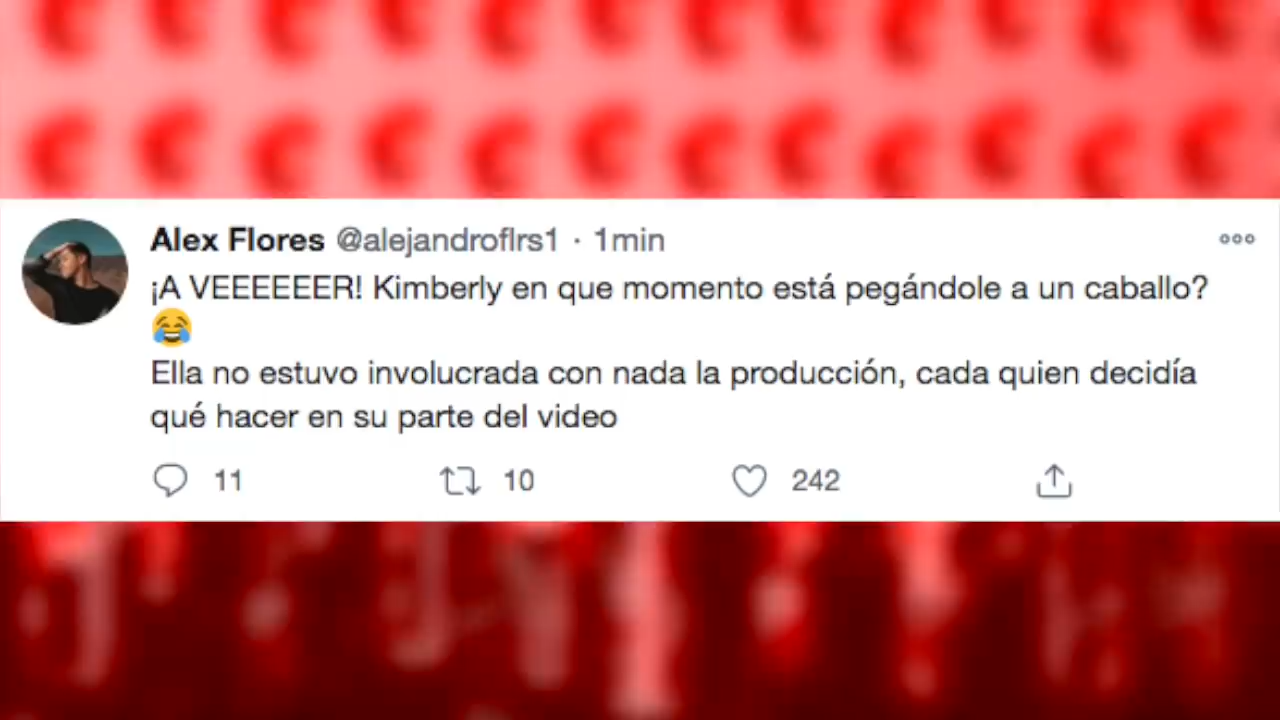 Alex Flores @alejandroflrs1 · 1min
¡A VEEEEEER! Kimberly en que momento está pegándole a un caballo?
😂
Ella no estuvo involucrada con nada la producción, cada quien decidía
qué hacer en su parte del video
11 10 242